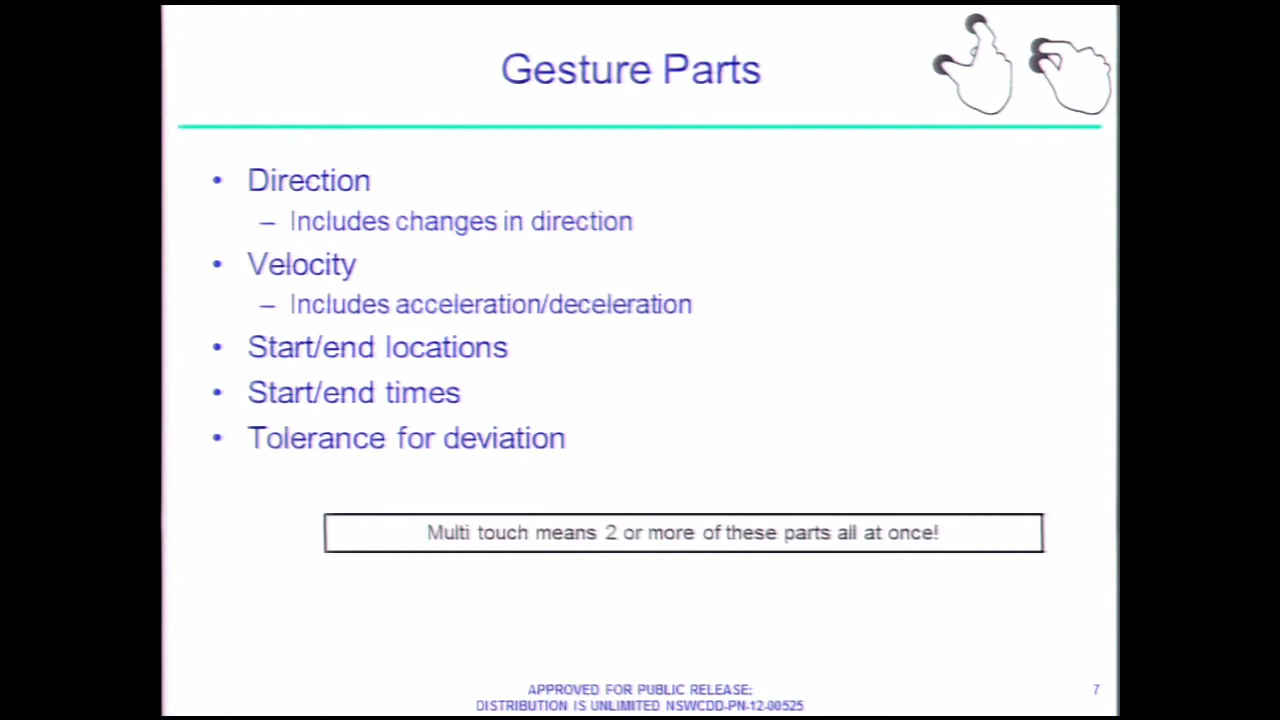 Gesture Parts
• Direction
– Includes changes in direction
• Velocity
– Includes acceleration/deceleration
• Start/end locations
• Start/end times
• Tolerance for deviation
Multi touch means 2 or more of these parts all at once!
APPROVED FOR PUBLIC RELEASE;
DISTRIBUTION IS UNLIMITED NSWCDD-PN-12-00525
7